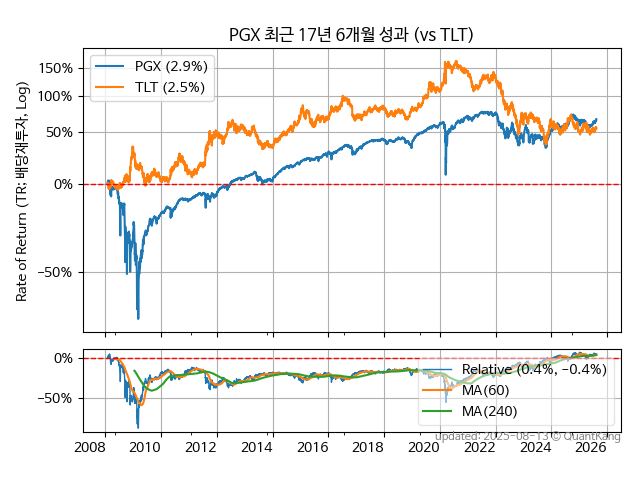 PGX 최근 17년 6개월 성과 (vs TLT)
PGX (2.9%)
TLT (2.5%)
150%
100%
50%
0%
−50%
Rate of Return (TR; 배당재투자, Log)
0%
−50%
Relative (0.4%, −0.4%)
MA(60)
MA(240)
2008 2010 2012 2014 2016 2018 2020 2022 2024 2026
updated: 2025-08-13 © QuantKang